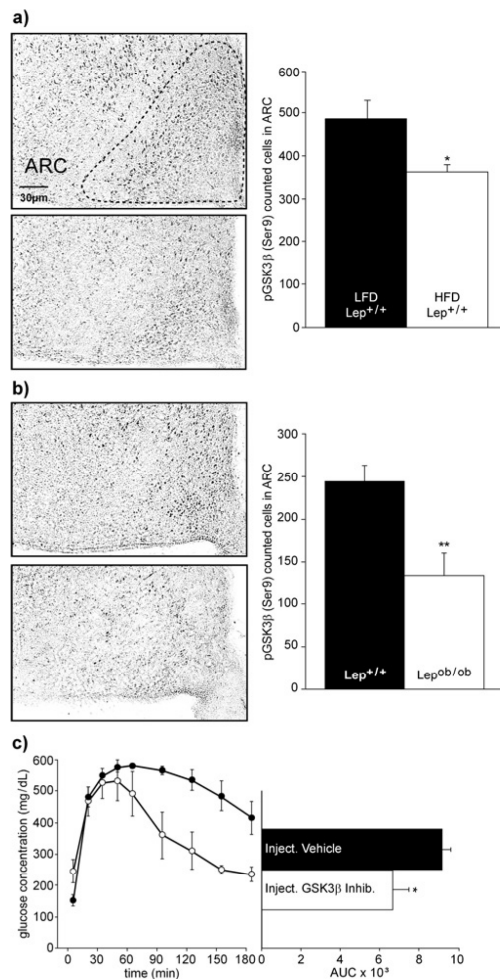 a)
ARC
30µm
pGSK3β (Ser9) counted cells in ARC
600
500
400
300
200
100
0
*
LFD
Lep+/+
HFD
Lep+/+
b)
pGSK3β (Ser9) counted cells in ARC
300
250
200
150
100
50
0
**
Lep+/+
Lepob/ob
c)
glucose concentration (mg/dL)
600
500
400
300
200
100
0
0 30 60 90 120 150 180
time (min)
Inject. Vehicle
Inject. GSK3β Inhib.
*
0 2 4 6 8 10
AUC x 10³